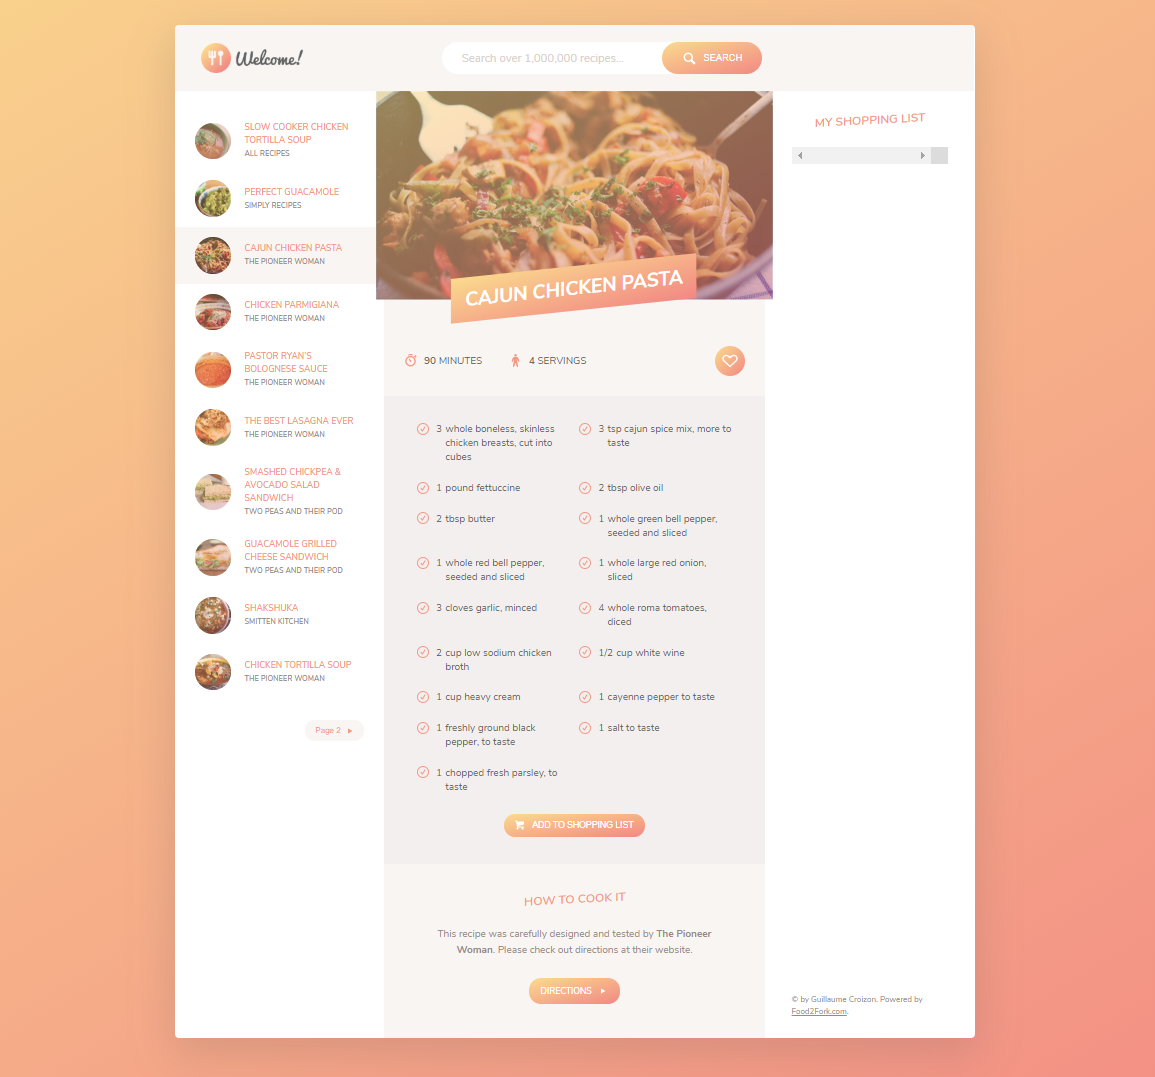 Welcome!
Search over 1,000,000 recipes...
SEARCH
SLOW COOKER CHICKEN
TORTILLA SOUP
ALL RECIPES
PERFECT GUACAMOLE
SIMPLY RECIPES
CAJUN CHICKEN PASTA
THE PIONEER WOMAN
CHICKEN PARMIGIANA
THE PIONEER WOMAN
PASTOR RYAN'S
BOLOGNESE SAUCE
THE PIONEER WOMAN
THE BEST LASAGNA EVER
THE PIONEER WOMAN
SMASHED CHICKPEA &
AVOCADO SALAD
SANDWICH
TWO PEAS AND THEIR POD
GUACAMOLE GRILLED
CHEESE SANDWICH
TWO PEAS AND THEIR POD
SHAKSHUKA
SMITTEN KITCHEN
CHICKEN TORTILLA SOUP
THE PIONEER WOMAN
Page 2
CAJUN CHICKEN PASTA
90 MINUTES
4 SERVINGS
3 whole boneless, skinless
chicken breasts, cut into
cubes
3 tsp cajun spice mix, more to
taste
1 pound fettuccine
2 tbsp olive oil
2 tbsp butter
1 whole green bell pepper,
seeded and sliced
1 whole red bell pepper,
seeded and sliced
1 whole large red onion,
sliced
3 cloves garlic, minced
4 whole roma tomatoes,
diced
2 cup low sodium chicken
broth
1/2 cup white wine
1 cup heavy cream
1 cayenne pepper to taste
1 freshly ground black
pepper, to taste
1 salt to taste
1 chopped fresh parsley, to
taste
ADD TO SHOPPING LIST
HOW TO COOK IT
This recipe was carefully designed and tested by The Pioneer
Woman. Please check out directions at their website.
DIRECTIONS
MY SHOPPING LIST
© by Guillaume Croizon. Powered by
Food2Fork.com.